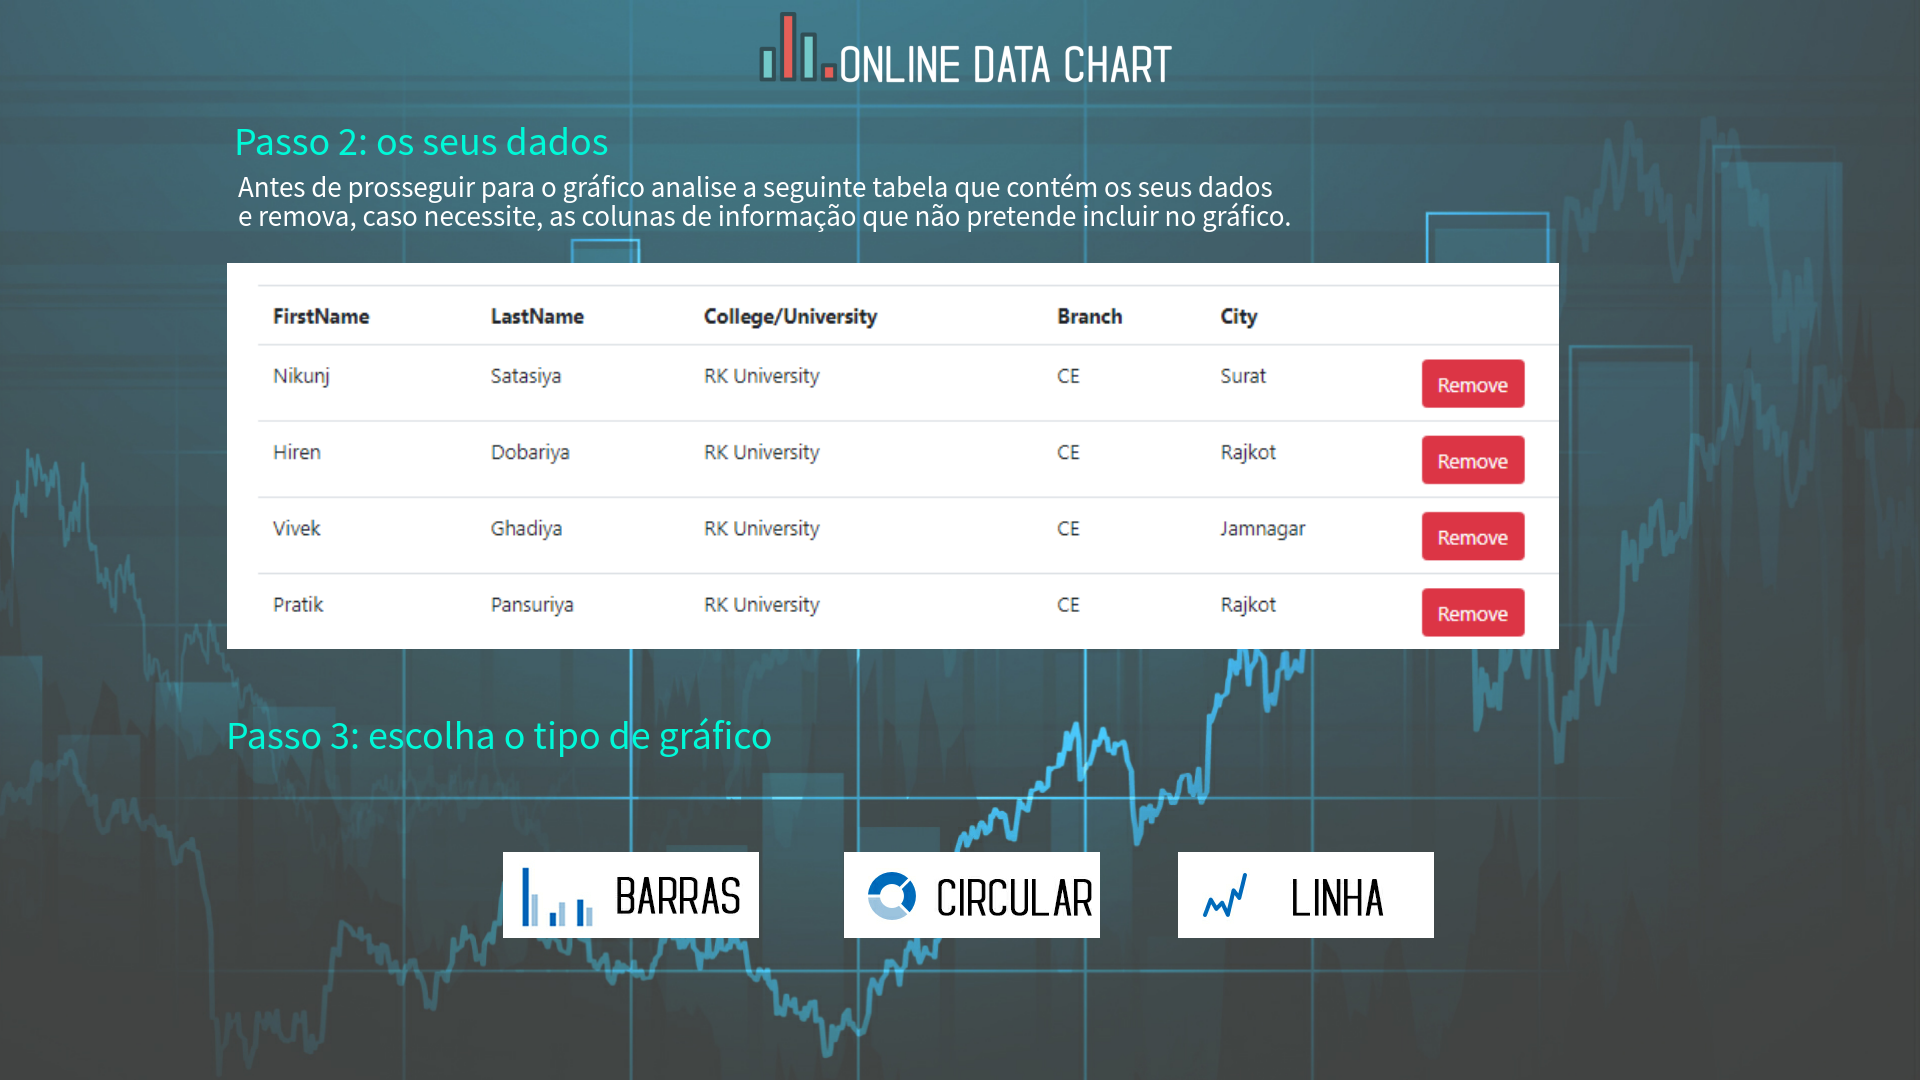 ONLINE DATA CHART
Passo 2: os seus dados
Antes de prosseguir para o gráfico analise a seguinte tabela que contém os seus dados
e remova, caso necessite, as colunas de informação que não pretende incluir no gráfico.
FirstName LastName College/University Branch City
Nikunj Satasiya RK University CE Surat Remove
Hiren Dobariya RK University CE Rajkot Remove
Vivek Ghadiya RK University CE Jamnagar Remove
Pratik Pansuriya RK University CE Rajkot Remove
Passo 3: escolha o tipo de gráfico
BARRAS CIRCULAR LINHA